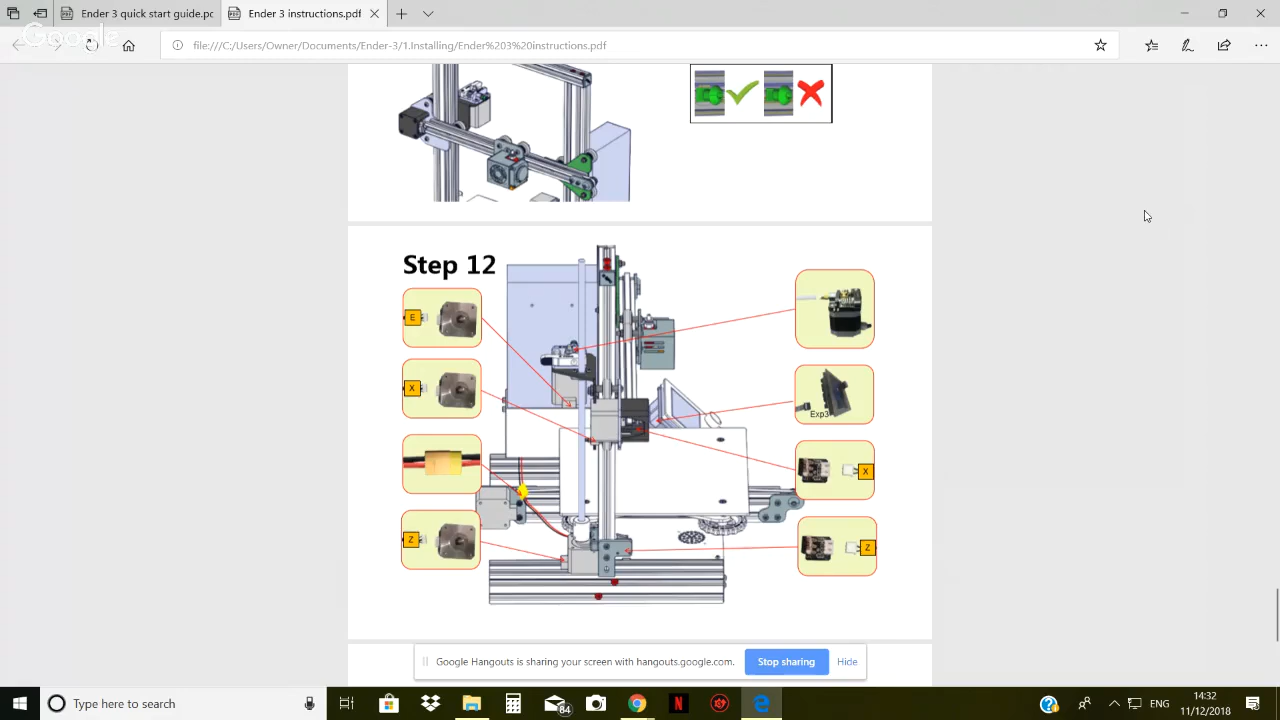 Ender 3 quick start guide
Ender 3 instructions.pdf
Google
file:///C:/Users/Owner/Documents/Ender-3/1.Installing/Ender%203%20instructions.pdf
Step 12
E
X
Exp3
X
Z
Z
Google Hangouts is sharing your screen with hangouts.google.com.
Stop sharing
Hide
Type here to search
64
N
ENG
14:32
11/12/2018